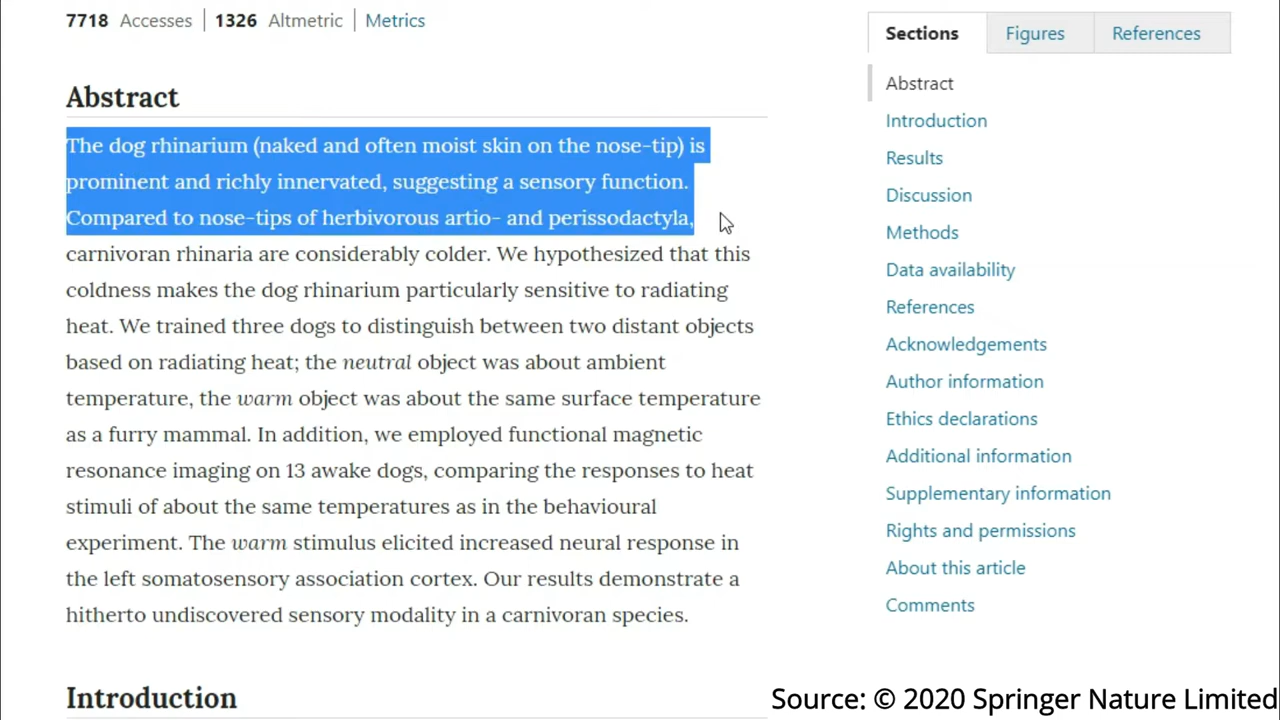 7718 Accesses | 1326 Altmetric | Metrics
Abstract
The dog rhinarium (naked and often moist skin on the nose-tip) is
prominent and richly innervated, suggesting a sensory function.
Compared to nose-tips of herbivorous artio- and perissodactyla,
carnivoran rhinaria are considerably colder. We hypothesized that this
coldness makes the dog rhinarium particularly sensitive to radiating
heat. We trained three dogs to distinguish between two distant objects
based on radiating heat; the neutral object was about ambient
temperature, the warm object was about the same surface temperature
as a furry mammal. In addition, we employed functional magnetic
resonance imaging on 13 awake dogs, comparing the responses to heat
stimuli of about the same temperatures as in the behavioural
experiment. The warm stimulus elicited increased neural response in
the left somatosensory association cortex. Our results demonstrate a
hitherto undiscovered sensory modality in a carnivoran species.
Introduction
Sections Figures References
Abstract
Introduction
Results
Discussion
Methods
Data availability
References
Acknowledgements
Author information
Ethics declarations
Additional information
Supplementary information
Rights and permissions
About this article
Comments
Source: © 2020 Springer Nature Limited